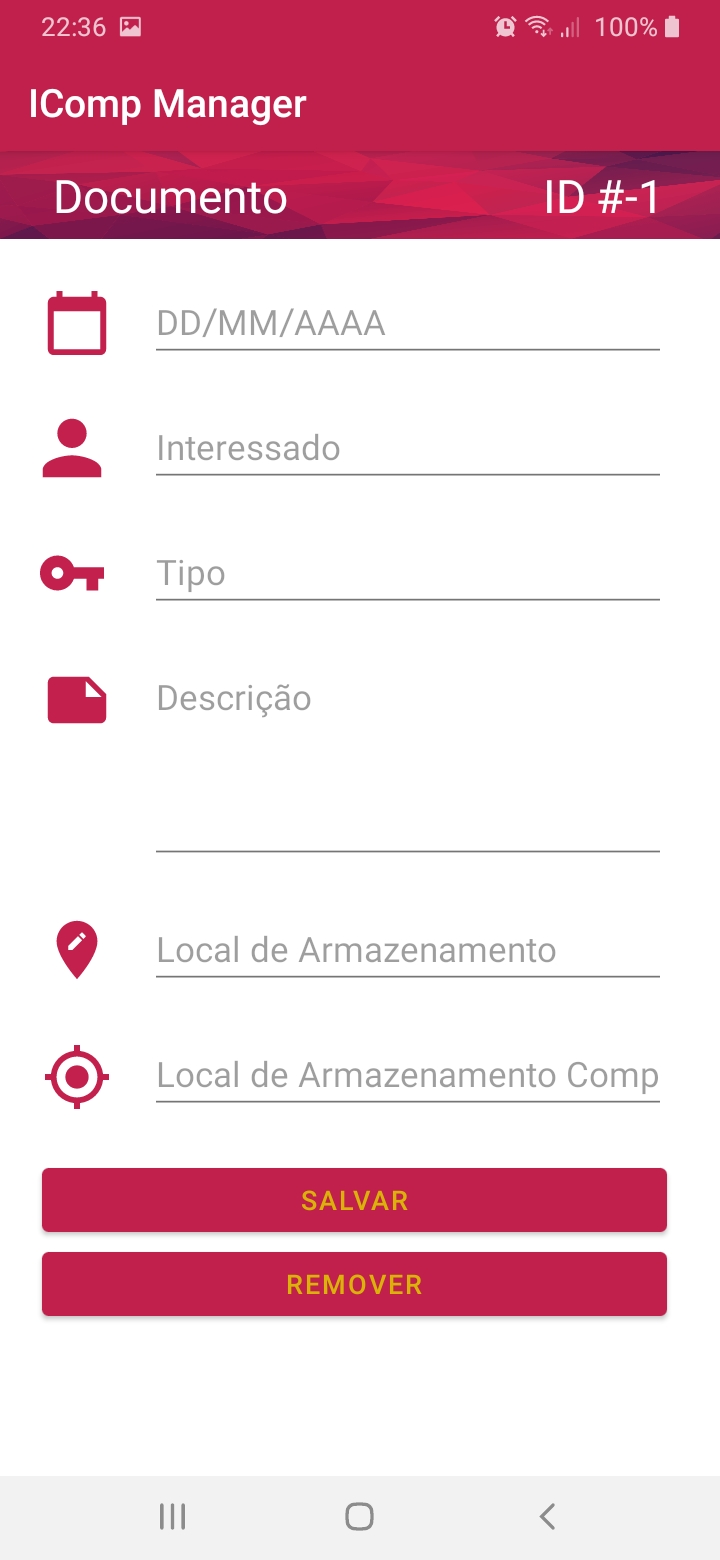 22:36 100%
IComp Manager
Documento ID #-1
DD/MM/AAAA
Interessado
Tipo
Descrição
Local de Armazenamento
Local de Armazenamento Comp
SALVAR
REMOVER